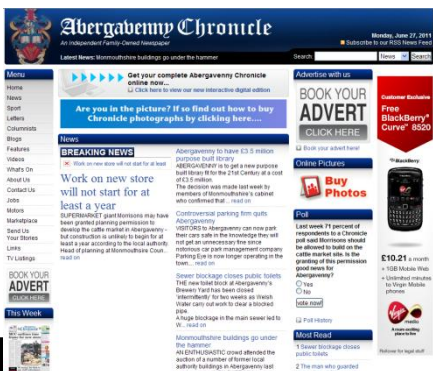 Abergavenny Chronicle
An Independent Family-Owned Newspaper
Monday, June 27, 2011
Subscribe to our RSS News Feed
Latest News: Monmouthshire buildings go under the hammer
Search
News
Search
Menu
Home
News
Sport
Letters
Columnists
Blogs
Features
Videos
What's On
About Us
Contact Us
Jobs
Motors
Marketplace
Send Us
Your Stories
Links
TV Listings
BOOK YOUR
ADVERT
CLICK HERE
This Week
Get your complete Abergavenny Chronicle
online now...
Click here to view our new interactive digital edition
Are you in the picture? If so find out how to buy
Chronicle photographs by clicking here....
News
BREAKING NEWS
Work on new store will not start for at least
Work on new store
will not start for at
least a year
SUPERMARKET giant Morrisons may have
been granted planning permission to
develop the cattle market in Abergavenny -
but construction is unlikely to begin for at
least a year according to the local authority.
Head of planning at Monmouthshire Coun...
read on
Abergavenny to have £3.5 million
purpose built library
ABERGAVENNY is to get a new purpose
built library fit for the 21st Century at a cost
of £3.5 million.
The decision was made last week by
members of Monmouthshire's cabinet
who confirmed that... read on
Controversial parking firm quits
Abergavenny
VISITORS to Abergavenny can now park
their cars safe in the knowledge they will
not get an unnecessary fine since
notorious car park management company
Parking Eye is now longer operating in the
town.... read on
Sewer blockage closes public toilets
THE new toilet block at Abergavenny's
Brewery Yard has been closed
'intermittently' for two weeks as Welsh
Water carry out work to clear a blocked
pipe.
A huge blockage in the main sewer led to
W... read on
Monmouthshire buildings go under
the hammer
AN ENTHUSIASTIC crowd attended the
auction of a number of former local
authority buildings in Abergavenny last
Advertise with us
BOOK YOUR
ADVERT
CLICK HERE
Book your advert here!
Online Pictures
Buy
Photos
Poll
Last week 71 percent of
respondents to a Chronicle
poll said Morrisons should
be allowed to build on the
cattle market site. Is the
granting of this permission
good news for
Abergavenny?
Yes
No
vote now!
Poll History
Most Read
1 Sewer blockage closes
public toilets
2 The man who guarded
Customer Exclusive
Free
BlackBerry®
Curve™ 8520
BlackBerry
£10.21 a month
+ 1GB Mobile Web
+ Unlimited minutes
to Virgin Mobile
phones